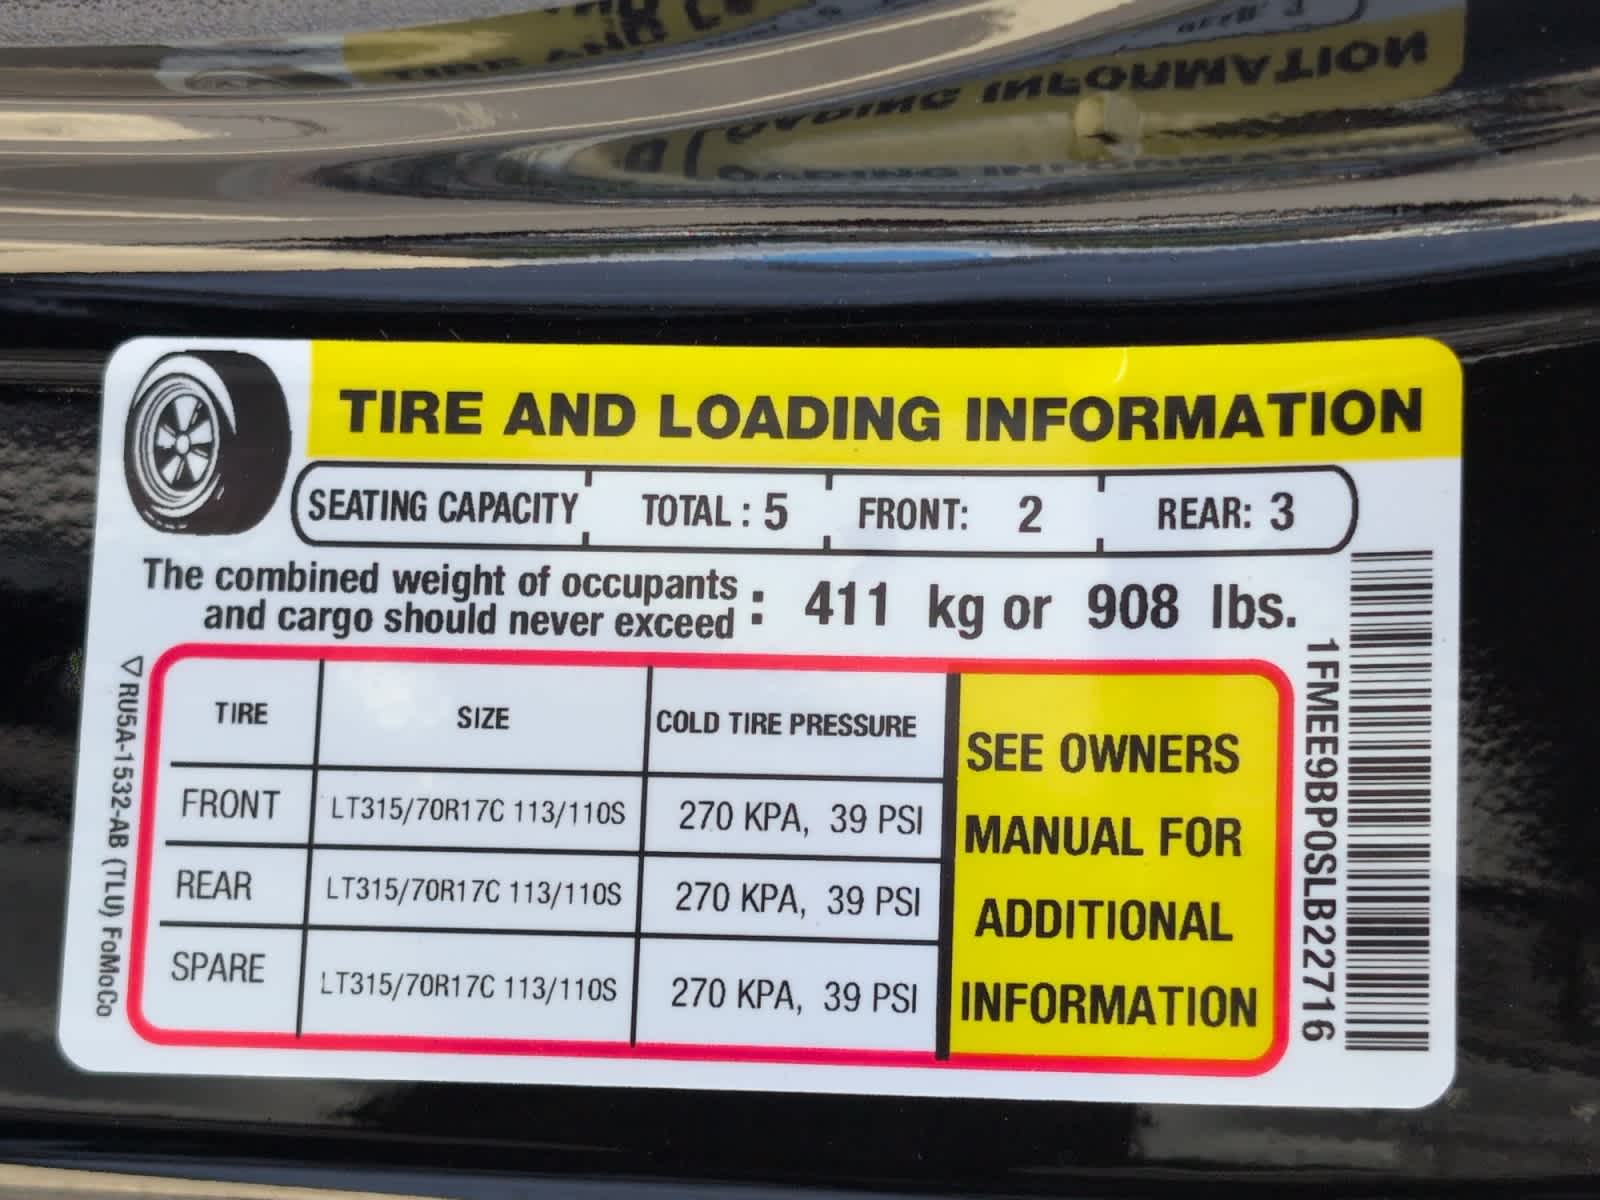 TIRE AND LOADING INFORMATION
SEATING CAPACITY TOTAL : 5 FRONT: 2 REAR: 3
The combined weight of occupants
and cargo should never exceed : 411 kg or 908 lbs.
TIRE SIZE COLD TIRE PRESSURE
FRONT LT315/70R17C 113/110S 270 KPA, 39 PSI
REAR LT315/70R17C 113/110S 270 KPA, 39 PSI
SPARE LT315/70R17C 113/110S 270 KPA, 39 PSI
SEE OWNERS
MANUAL FOR
ADDITIONAL
INFORMATION
1FMEE9BP0SLB22716
RU5A-1532-AB (TLU) FoMoCo